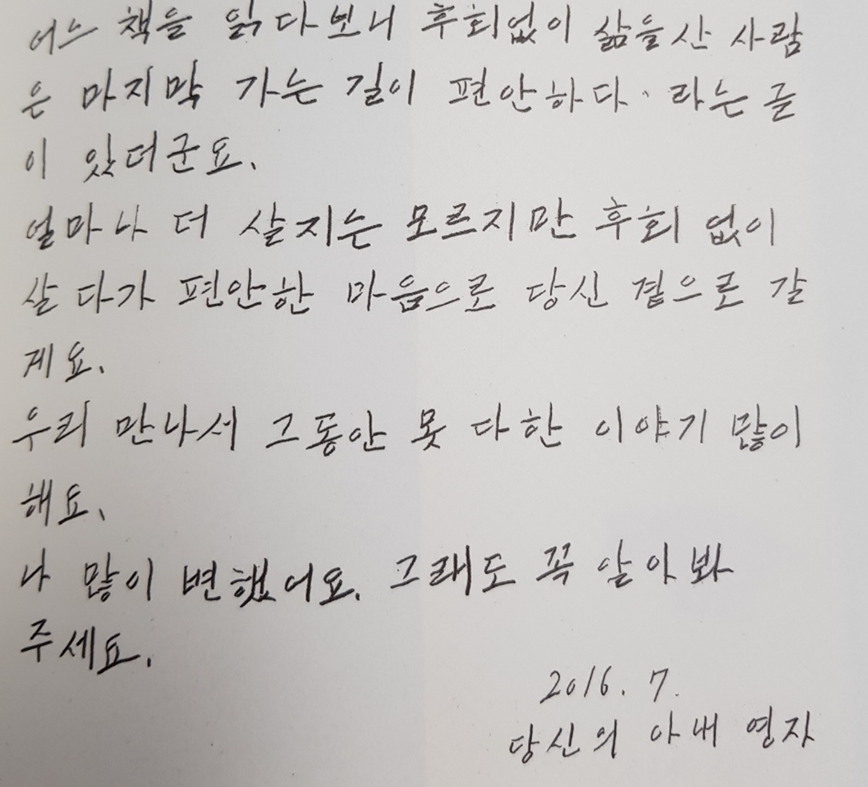 어느 책을 읽다보니 후회없이 삶을 산 사람
은 마지막 가는 길이 편안하다. 라는 글
이 있더군요.
얼마나 더 살지는 모르지만 후회 없이
살다가 편안한 마음으로 당신 곁으로 갈
게요.
우리 만나서 그동안 못 다한 이야기 많이
해요.
나 많이 변했어요. 그래도 꼭 알아봐
주세요.
2016. 7.
당신의 아내 영자